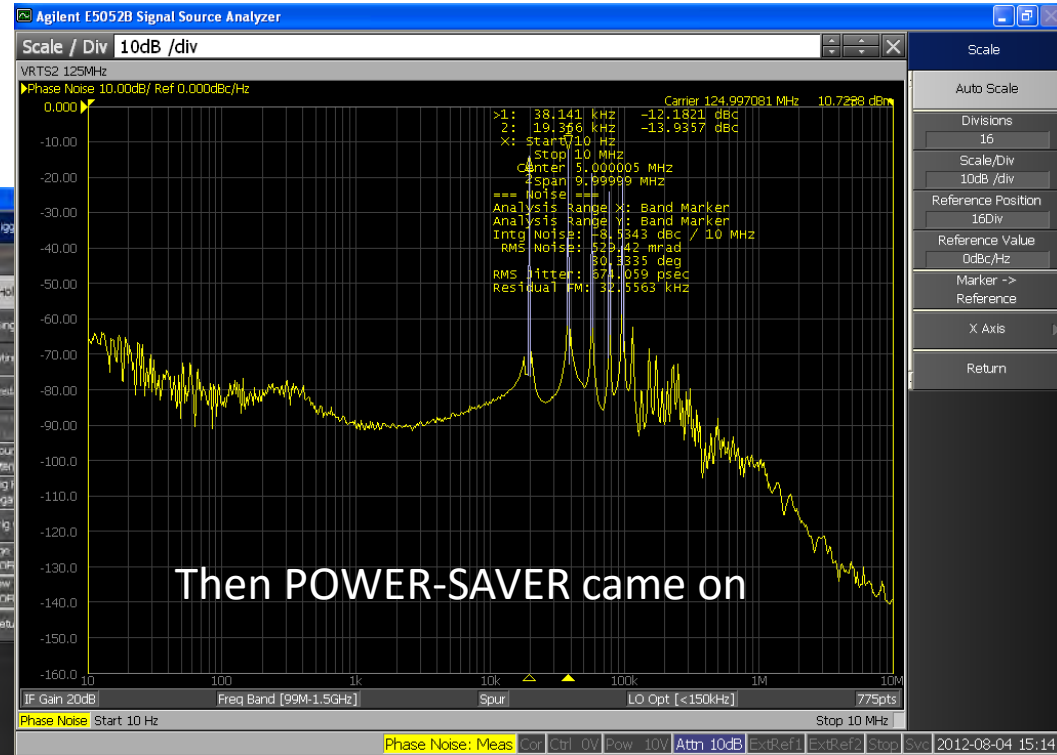 Agilent E5052B Signal Source Analyzer
Scale / Div 10dB /div
VRTS2 125MHz
Phase Noise 10.00dB/ Ref 0.000dBc/Hz
Carrier 124.997081 MHz 10.7288 dBm
>1: 38.141 kHz -12.1821 dBc
2: 19.356 kHz -13.9357 dBc
X: Start 10 Hz
Stop 10 MHz
Center 5.000005 MHz
Span 9.99999 MHz
=== Noise ===
Analysis Range X: Band Marker
Analysis Range Y: Band Marker
Intg Noise: -8.5343 dBc / 10 MHz
RMS Noise: 529.42 mrad
30.3335 deg
RMS Jitter: 674.059 psec
Residual FM: 32.5563 kHz
0.000
-10.00
-20.00
-30.00
-40.00
-50.00
-60.00
-70.00
-80.00
-90.00
-100.0
-110.0
-120.0
-130.0
-140.0
-150.0
-160.0
Then POWER-SAVER came on
10 100 1k 10k 100k 1M 10M
IF Gain 20dB Freq Band [99M-1.5GHz] Spur LO Opt [<150kHz] 775pts
Phase Noise Start 10 Hz Stop 10 MHz
Phase Noise: Meas Cor Ctrl 0V Pow 10V Attn 10dB ExtRef1 ExtRef2 Stop Svc 2012-08-04 15:14
Scale
Auto Scale
Divisions
16
Scale/Div
10dB /div
Reference Position
16Div
Reference Value
0dBc/Hz
Marker ->
Reference
X Axis
Return